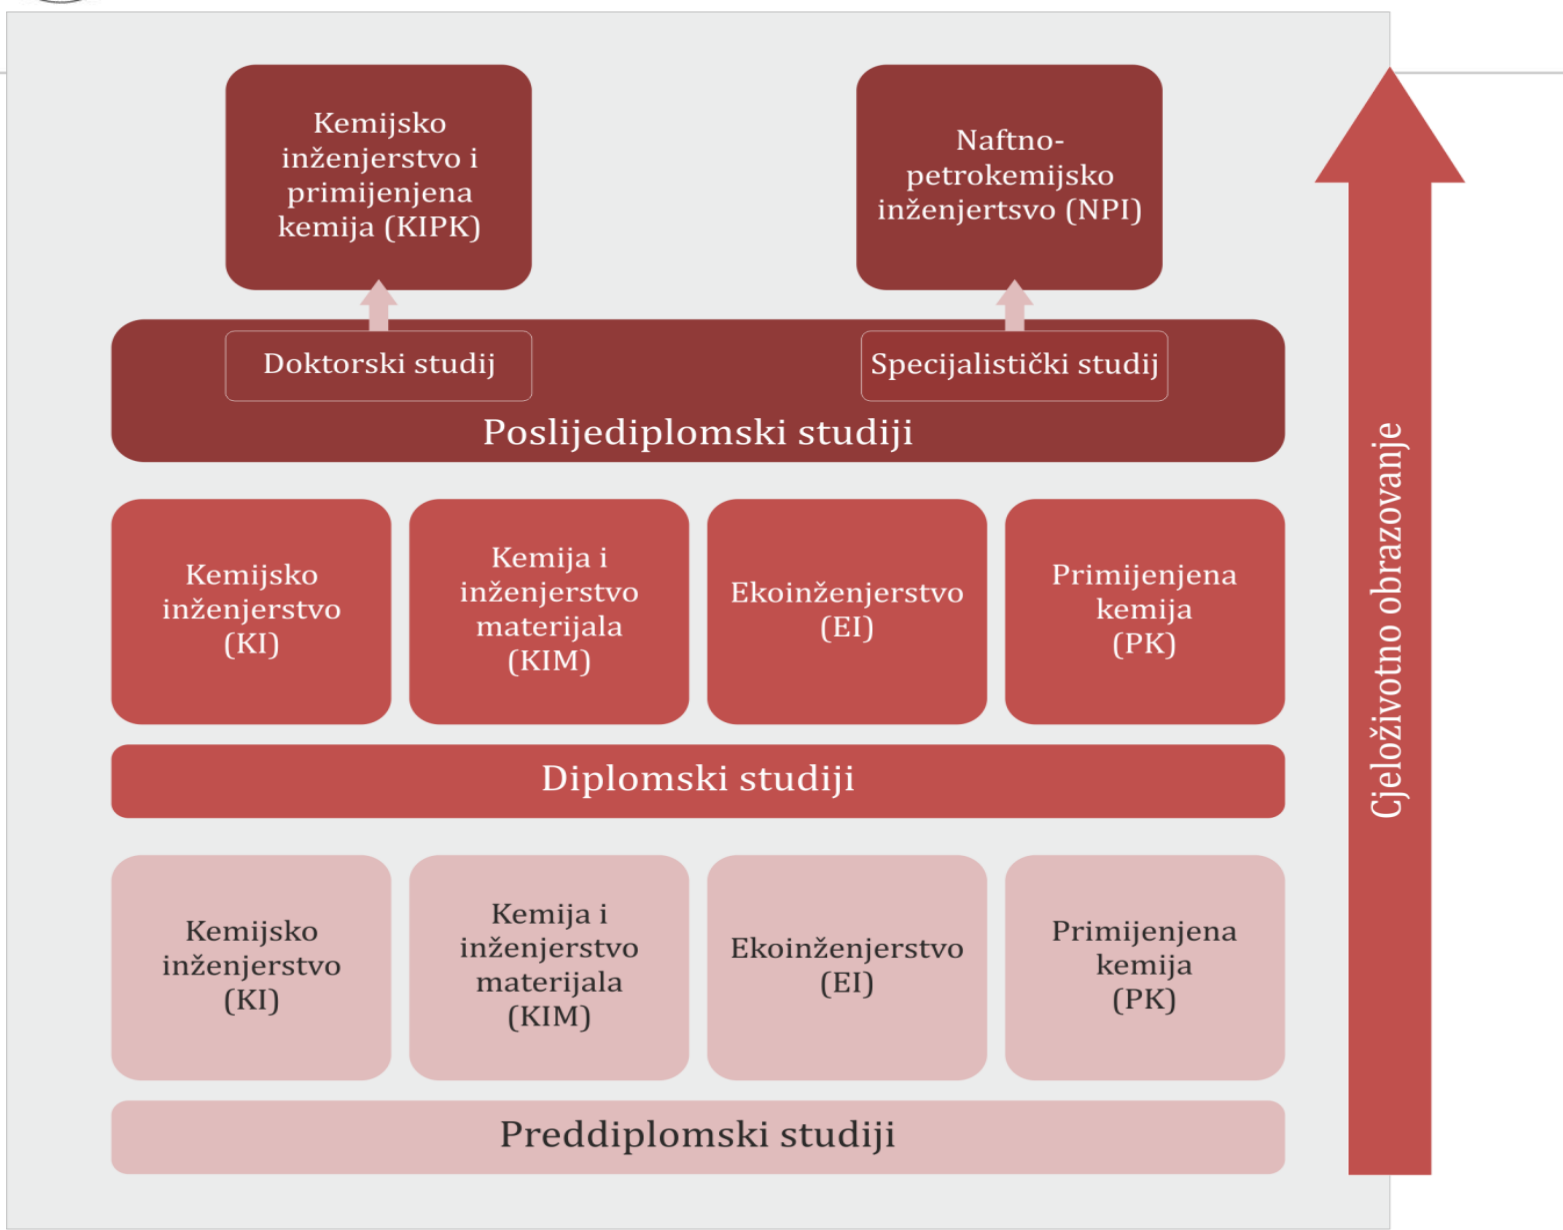 Kemijsko
inženjerstvo i
primijenjena
kemija (KIPK)
Naftno-
petrokemijsko
inženjertsvo (NPI)
Doktorski studij
Specijalistički studij
Poslijediplomski studiji
Kemijsko
inženjerstvo
(KI)
Kemija i
inženjerstvo
materijala
(KIM)
Ekoinženjerstvo
(EI)
Primijenjena
kemija
(PK)
Diplomski studiji
Kemijsko
inženjerstvo
(KI)
Kemija i
inženjerstvo
materijala
(KIM)
Ekoinženjerstvo
(EI)
Primijenjena
kemija
(PK)
Preddiplomski studiji
Cjeloživotno obrazovanje